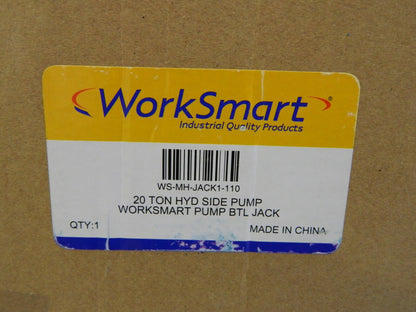 WorkSmart®
Industrial Quality Products
WS-MH-JACK1-110
20 TON HYD SIDE PUMP
WORKSMART PUMP BTL JACK
QTY:1
MADE IN CHINA